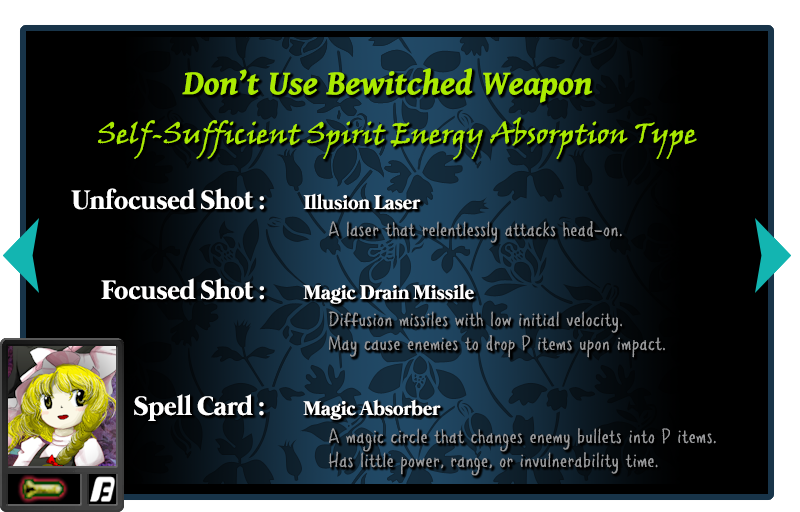 Don't Use Bewitched Weapon
Self-Sufficient Spirit Energy Absorption Type
Unfocused Shot : Illusion Laser
A laser that relentlessly attacks head-on.
Focused Shot : Magic Drain Missile
Diffusion missiles with low initial velocity.
May cause enemies to drop P items upon impact.
Spell Card : Magic Absorber
A magic circle that changes enemy bullets into P items.
Has little power, range, or invulnerability time.
B